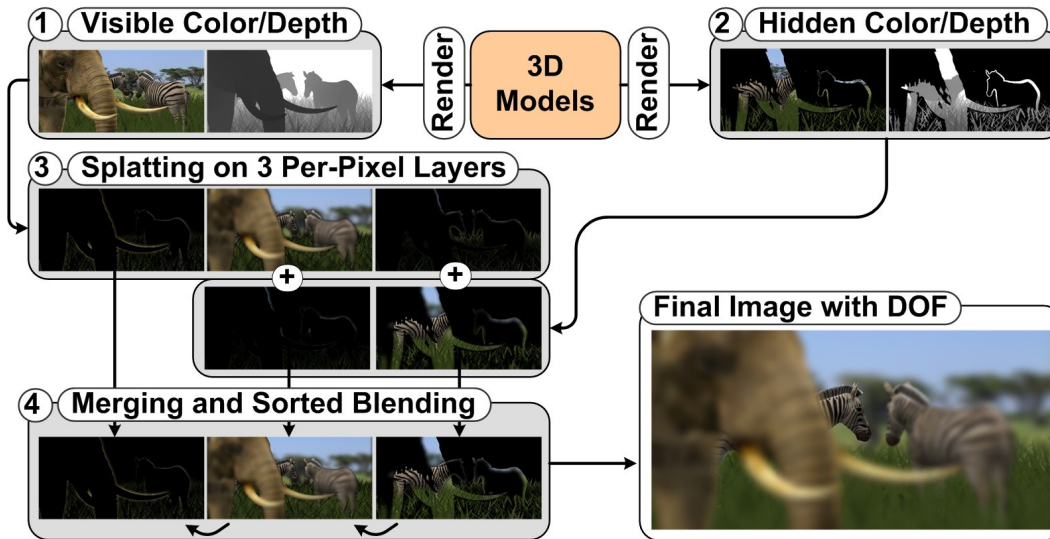 1 Visible Color/Depth
Render
3D
Models
Render
2 Hidden Color/Depth
3 Splatting on 3 Per-Pixel Layers
+ +
Final Image with DOF
4 Merging and Sorted Blending